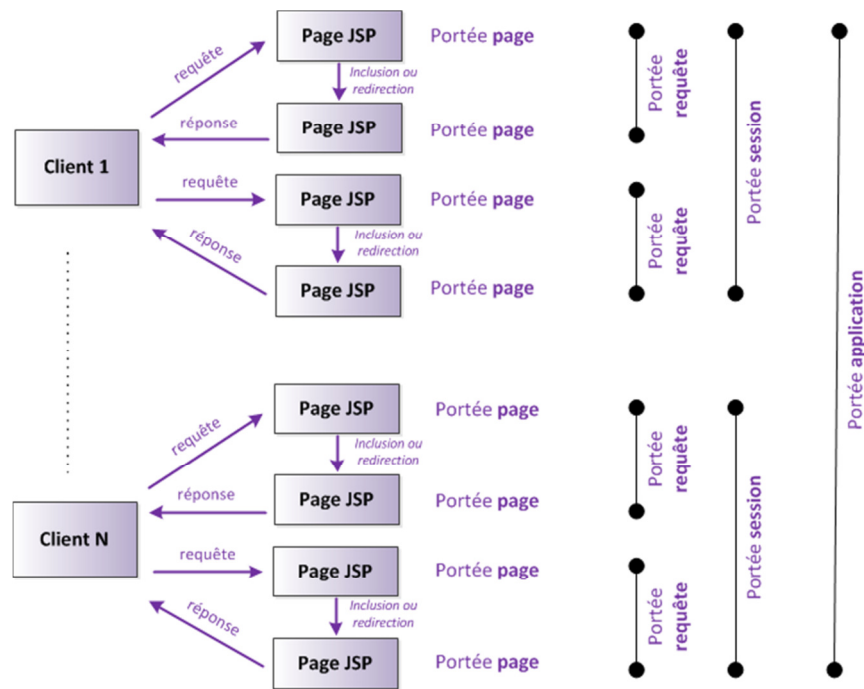 Page JSP
Portée page
requête
Inclusion ou
redirection
Page JSP
Portée page
réponse
Client 1
requête
Page JSP
Portée page
Inclusion ou
redirection
réponse
Page JSP
Portée page
Portée
requête
Portée
requête
Portée session
Portée application
Page JSP
Portée page
requête
Inclusion ou
redirection
Page JSP
Portée page
réponse
Client N
requête
Page JSP
Portée page
Inclusion ou
redirection
réponse
Page JSP
Portée page
Portée
requête
Portée
requête
Portée session